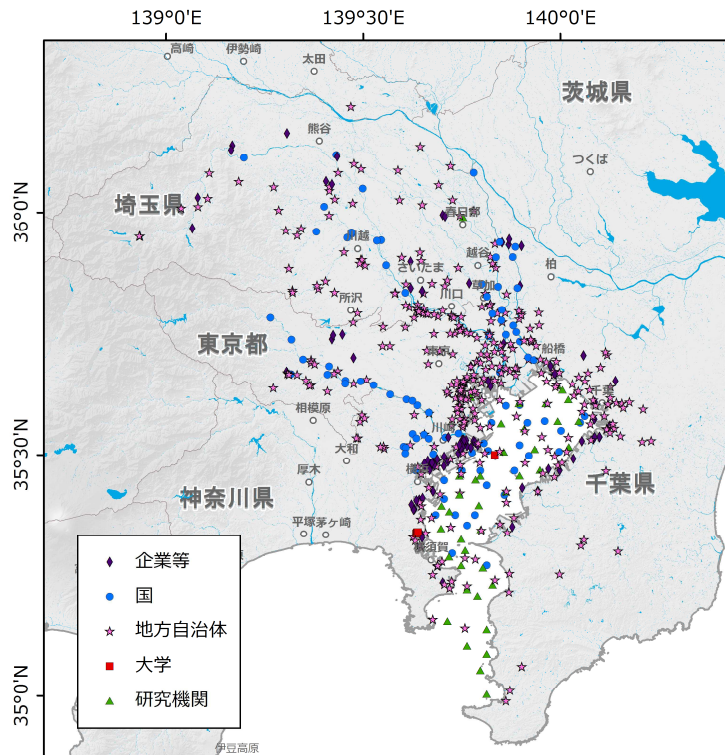 139°0'E 139°30'E 140°0'E
高崎
伊勢崎
太田
茨城県
熊谷
つくば
36°0'N
埼玉県
春日部
川越
越谷
柏
さいたま
草加
所沢
川口
東京都
東京
船橋
千葉
相模原
川崎
35°30'N
大和
厚木
神奈川県
千葉県
平塚
茅ヶ崎
横須賀
企業等
国
地方自治体
大学
研究機関
35°0'N
伊豆高原